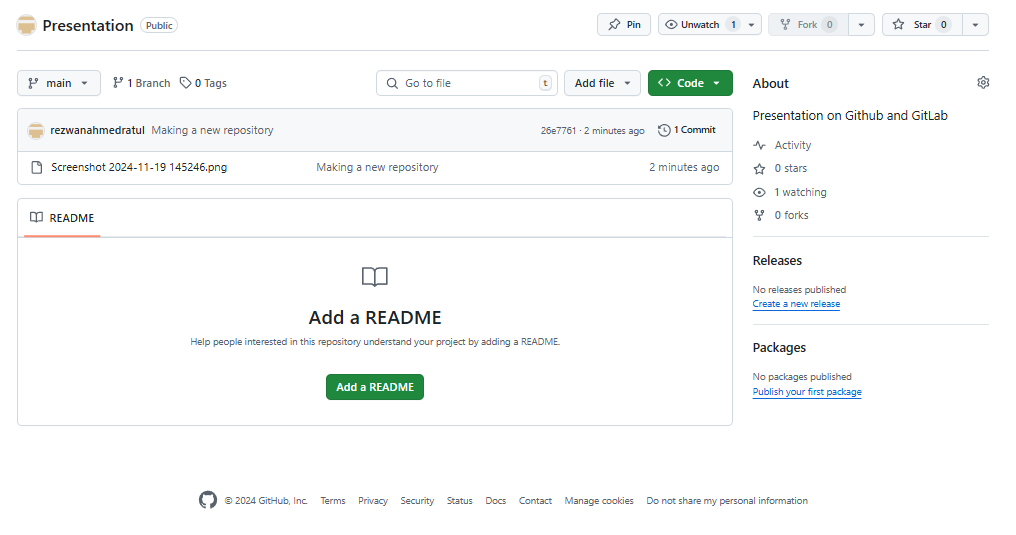 Presentation Public Pin Unwatch 1 Fork 0 Star 0
main 1 Branch 0 Tags Go to file t Add file Code
rezwanahmedratul Making a new repository 26e7761 · 2 minutes ago 1 Commit
Screenshot 2024-11-19 145246.png Making a new repository 2 minutes ago
README
Add a README
Help people interested in this repository understand your project by adding a README.
Add a README
About
Presentation on Github and GitLab
Activity
0 stars
1 watching
0 forks
Releases
No releases published
Create a new release
Packages
No packages published
Publish your first package
© 2024 GitHub, Inc. Terms Privacy Security Status Docs Contact Manage cookies Do not share my personal information